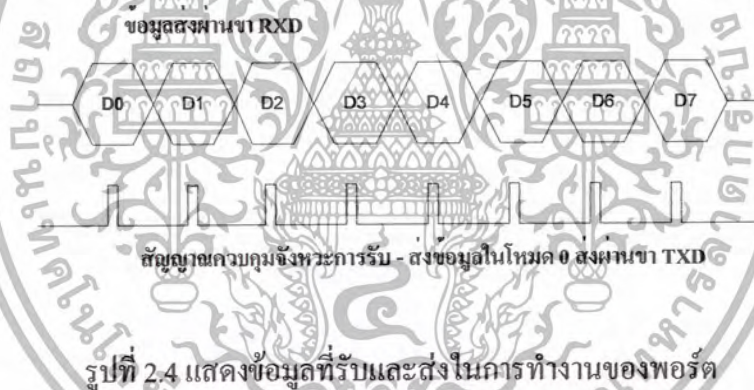 ข้อมูลส่งผ่านขา RXD
D0 D1 D2 D3 D4 D5 D6 D7
สัญญาณควบคุมจังหวะการรับ - ส่งข้อมูลในโหมด 0 ส่งผ่านขา TXD
รูปที่ 2.4 แสดงข้อมูลที่รับและส่งในการทำงานของพอร์ต